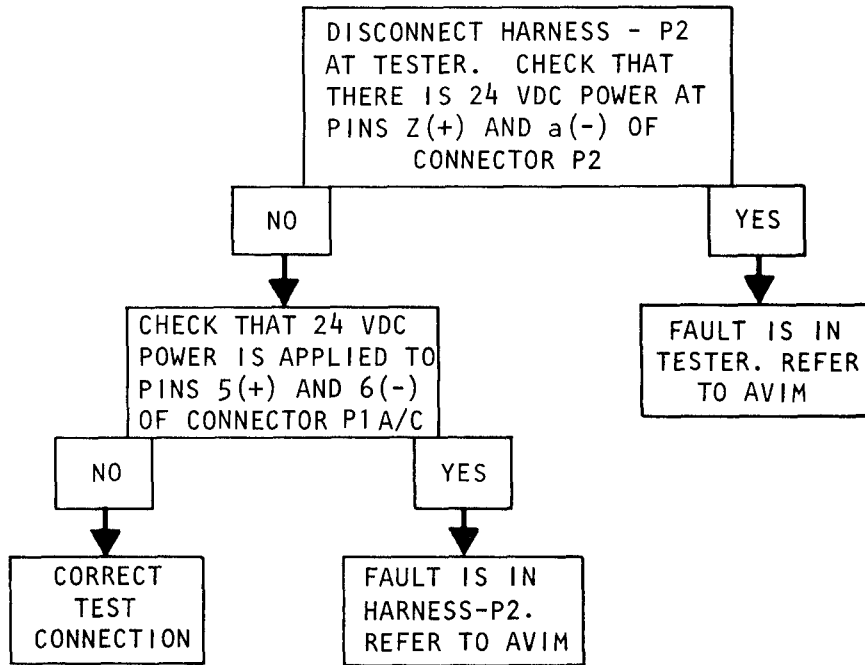 DISCONNECT HARNESS - P2
AT TESTER. CHECK THAT
THERE IS 24 VDC POWER AT
PINS Z(+) AND a(-) OF
CONNECTOR P2
NO
YES
CHECK THAT 24 VDC
POWER IS APPLIED TO
PINS 5(+) AND 6(-)
OF CONNECTOR P1 A/C
FAULT IS IN
TESTER. REFER
TO AVIM
NO
YES
CORRECT
TEST
CONNECTION
FAULT IS IN
HARNESS-P2.
REFER TO AVIM